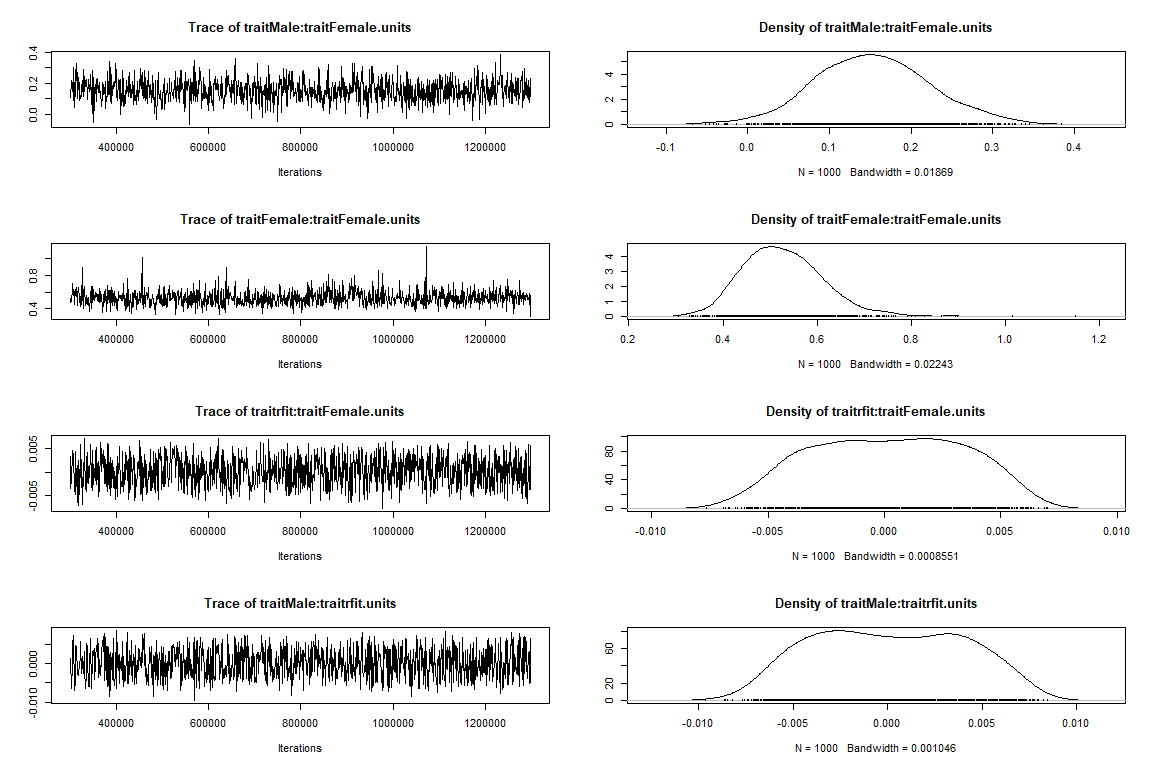 Trace of traitMale:traitFemale.units
0.0 0.2 0.4
400000 600000 800000 1000000 1200000
Iterations
Density of traitMale:traitFemale.units
0 2 4
-0.1 0.0 0.1 0.2 0.3 0.4
N = 1000 Bandwidth = 0.01869
Trace of traitFemale:traitFemale.units
0.4 0.8
400000 600000 800000 1000000 1200000
Iterations
Density of traitFemale:traitFemale.units
0 1 2 3 4
0.2 0.4 0.6 0.8 1.0 1.2
N = 1000 Bandwidth = 0.02243
Trace of traitrfit:traitFemale.units
-0.005 0.005
400000 600000 800000 1000000 1200000
Iterations
Density of traitrfit:traitFemale.units
0 40 80
-0.010 -0.005 0.000 0.005 0.010
N = 1000 Bandwidth = 0.0008551
Trace of traitMale:traitrfit.units
-0.010 0.000
400000 600000 800000 1000000 1200000
Iterations
Density of traitMale:traitrfit.units
0 20 60
-0.010 -0.005 0.000 0.005 0.010
N = 1000 Bandwidth = 0.001046